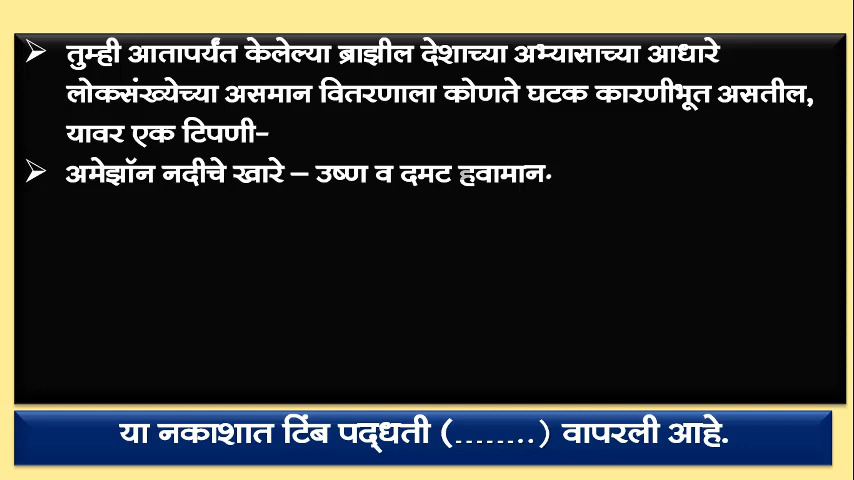 ➢ तुम्ही आतापर्यंत केलेल्या ब्राझील देशाच्या अभ्यासाच्या आधारे
लोकसंख्येच्या असमान वितरणाला कोणते घटक कारणीभूत असतील,
यावर एक टिपणी-
➢ अमेझॉन नदीचे खारे – उष्ण व दमट हवामान.
या नकाशात टिंब पद्धती (........) वापरली आहे.